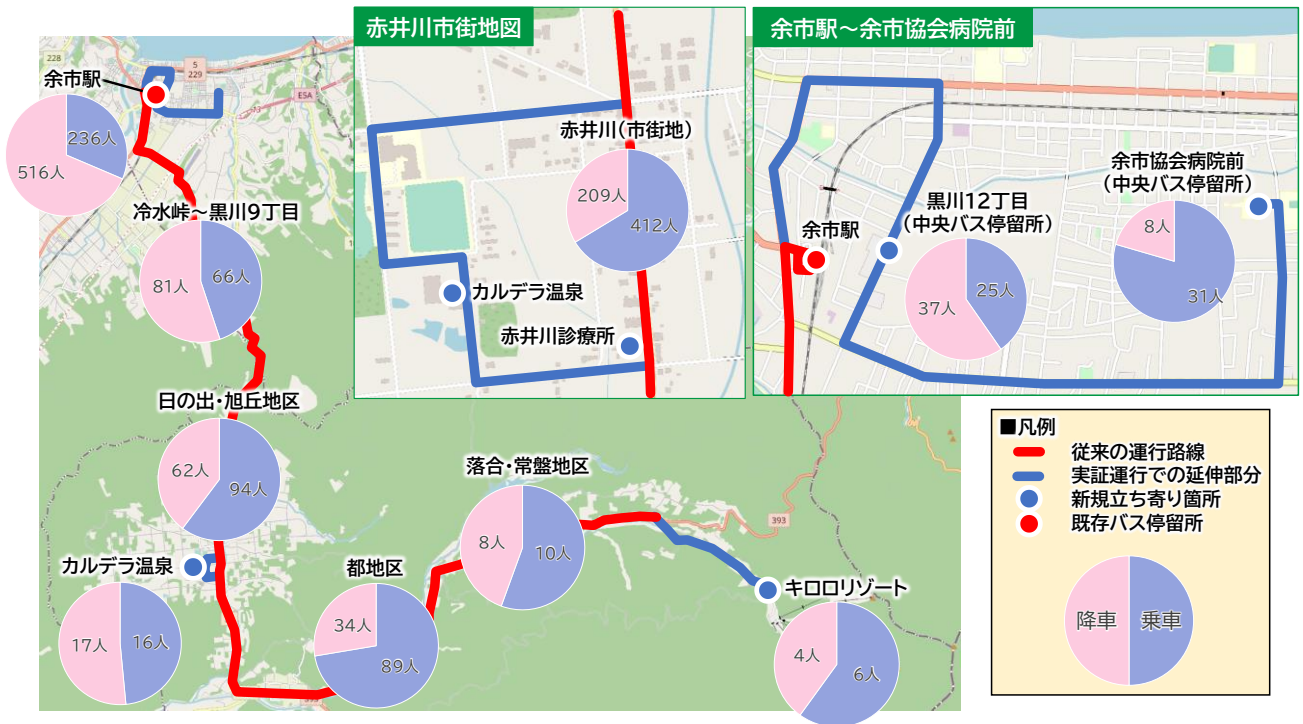 赤井川市街地図
余市駅~余市協会病院前
228
5
229
E5A
余市駅
236人
516人
冷水峠~黒川9丁目
66人
81人
日の出・旭丘地区
62人
94人
カルデラ温泉
17人
16人
都地区
34人
89人
落合・常盤地区
8人
10人
393
キロロリゾート
4人
6人
赤井川(市街地)
209人
412人
カルデラ温泉
赤井川診療所
余市協会病院前
(中央バス停留所)
8人
31人
黒川12丁目
(中央バス停留所)
37人
25人
余市駅
■凡例
従来の運行路線
実証運行での延伸部分
新規立ち寄り箇所
既存バス停留所
降車
乗車